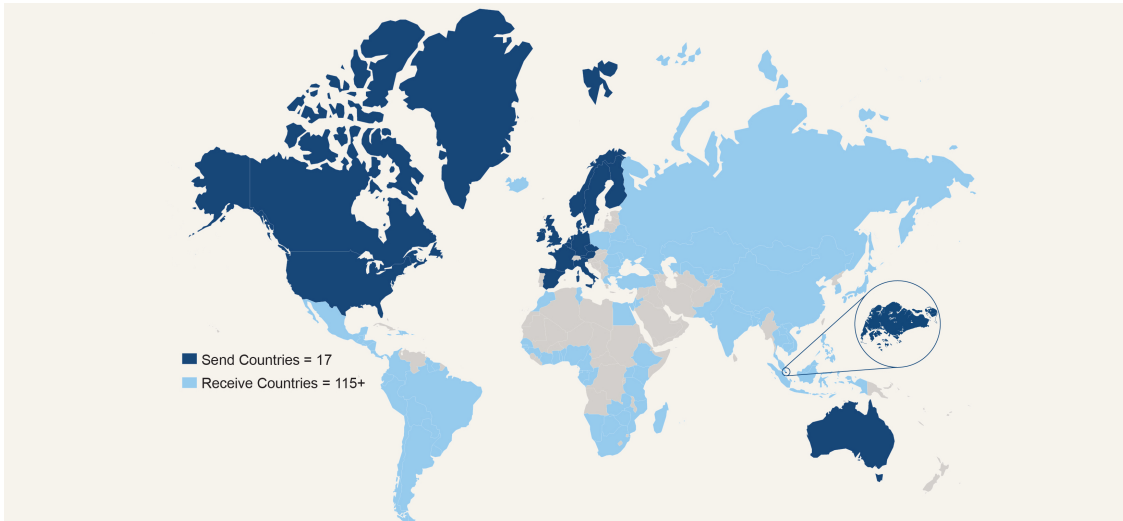 Send Countries = 17
Receive Countries = 115+